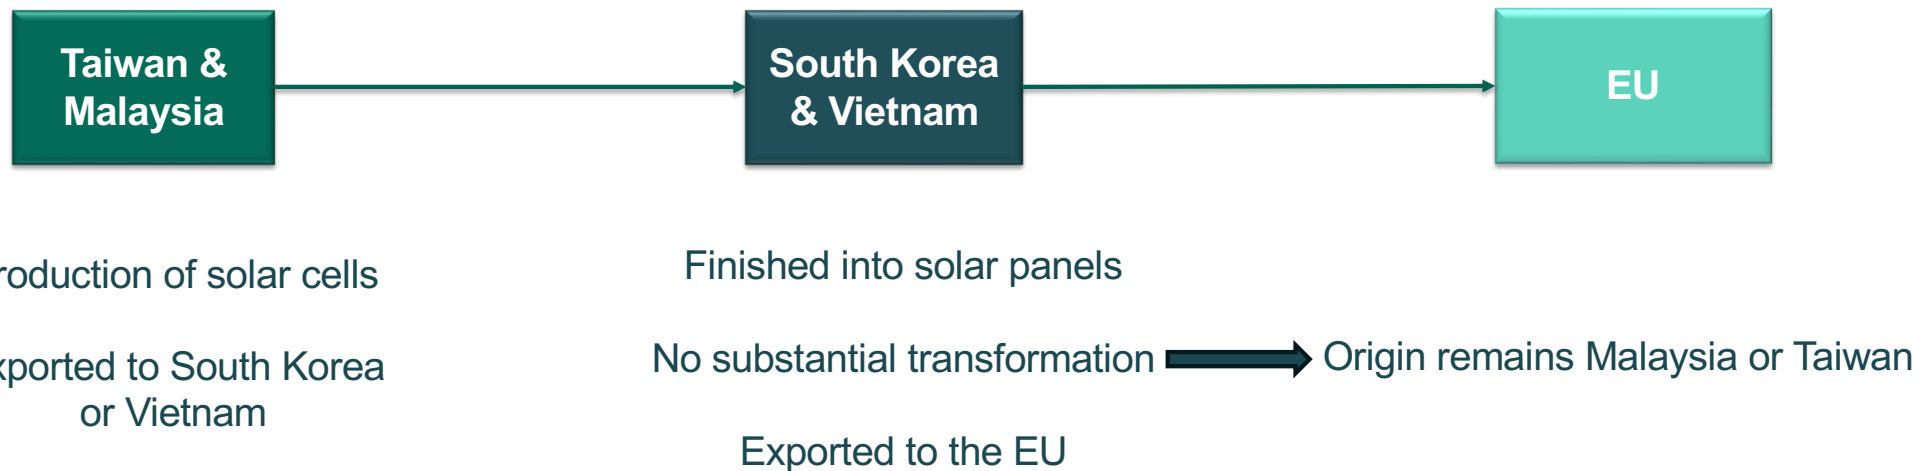 Taiwan &
Malaysia
South Korea
& Vietnam
EU
roduction of solar cells
xported to South Korea
or Vietnam
Finished into solar panels
No substantial transformation
Exported to the EU
Origin remains Malaysia or Taiwan